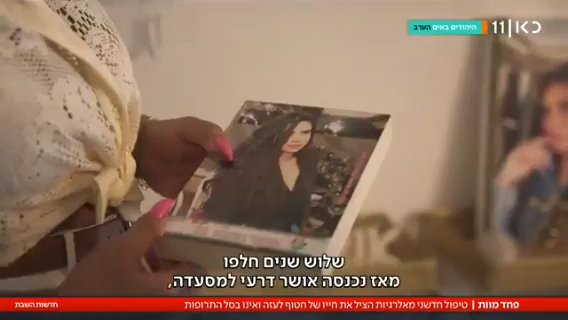 כאן 11
היהודים באים הערב
שלוש שנים חלפו
מאז נכנסה אושר דרעי למסעדה,
פחד מוות | טיפול חדשני מאלרגיות הציל את חייו של חטוף לעזה ואינו בסל התרופות
חדשות השבת